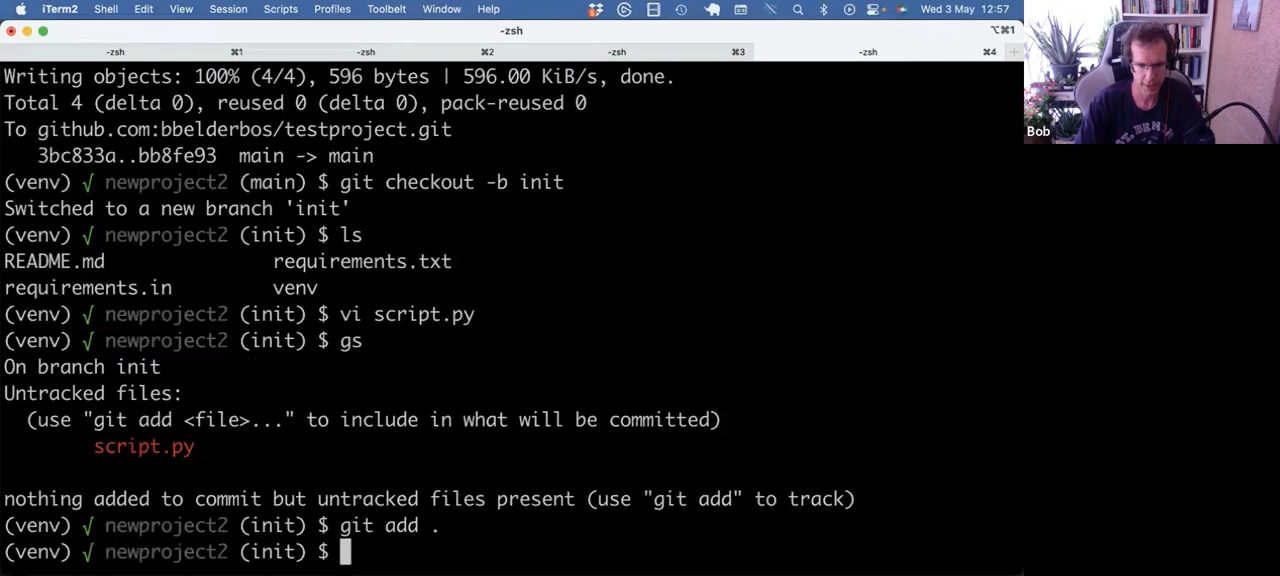 iTerm2 Shell Edit View Session Scripts Profiles Toolbelt Window Help Wed 3 May 12:57
-zsh ⌥⌘1
-zsh ⌘1 -zsh ⌘2 -zsh ⌘3 -zsh ⌘4
Writing objects: 100% (4/4), 596 bytes | 596.00 KiB/s, done.
Total 4 (delta 0), reused 0 (delta 0), pack-reused 0
To github.com:bbelderbos/testproject.git
3bc833a..bb8fe93 main -> main
(venv) √ newproject2 (main) $ git checkout -b init
Switched to a new branch 'init'
(venv) √ newproject2 (init) $ ls
README.md requirements.txt
requirements.in venv
(venv) √ newproject2 (init) $ vi script.py
(venv) √ newproject2 (init) $ gs
On branch init
Untracked files:
(use "git add <file>..." to include in what will be committed)
script.py
nothing added to commit but untracked files present (use "git add" to track)
(venv) √ newproject2 (init) $ git add .
(venv) √ newproject2 (init) $
Bob